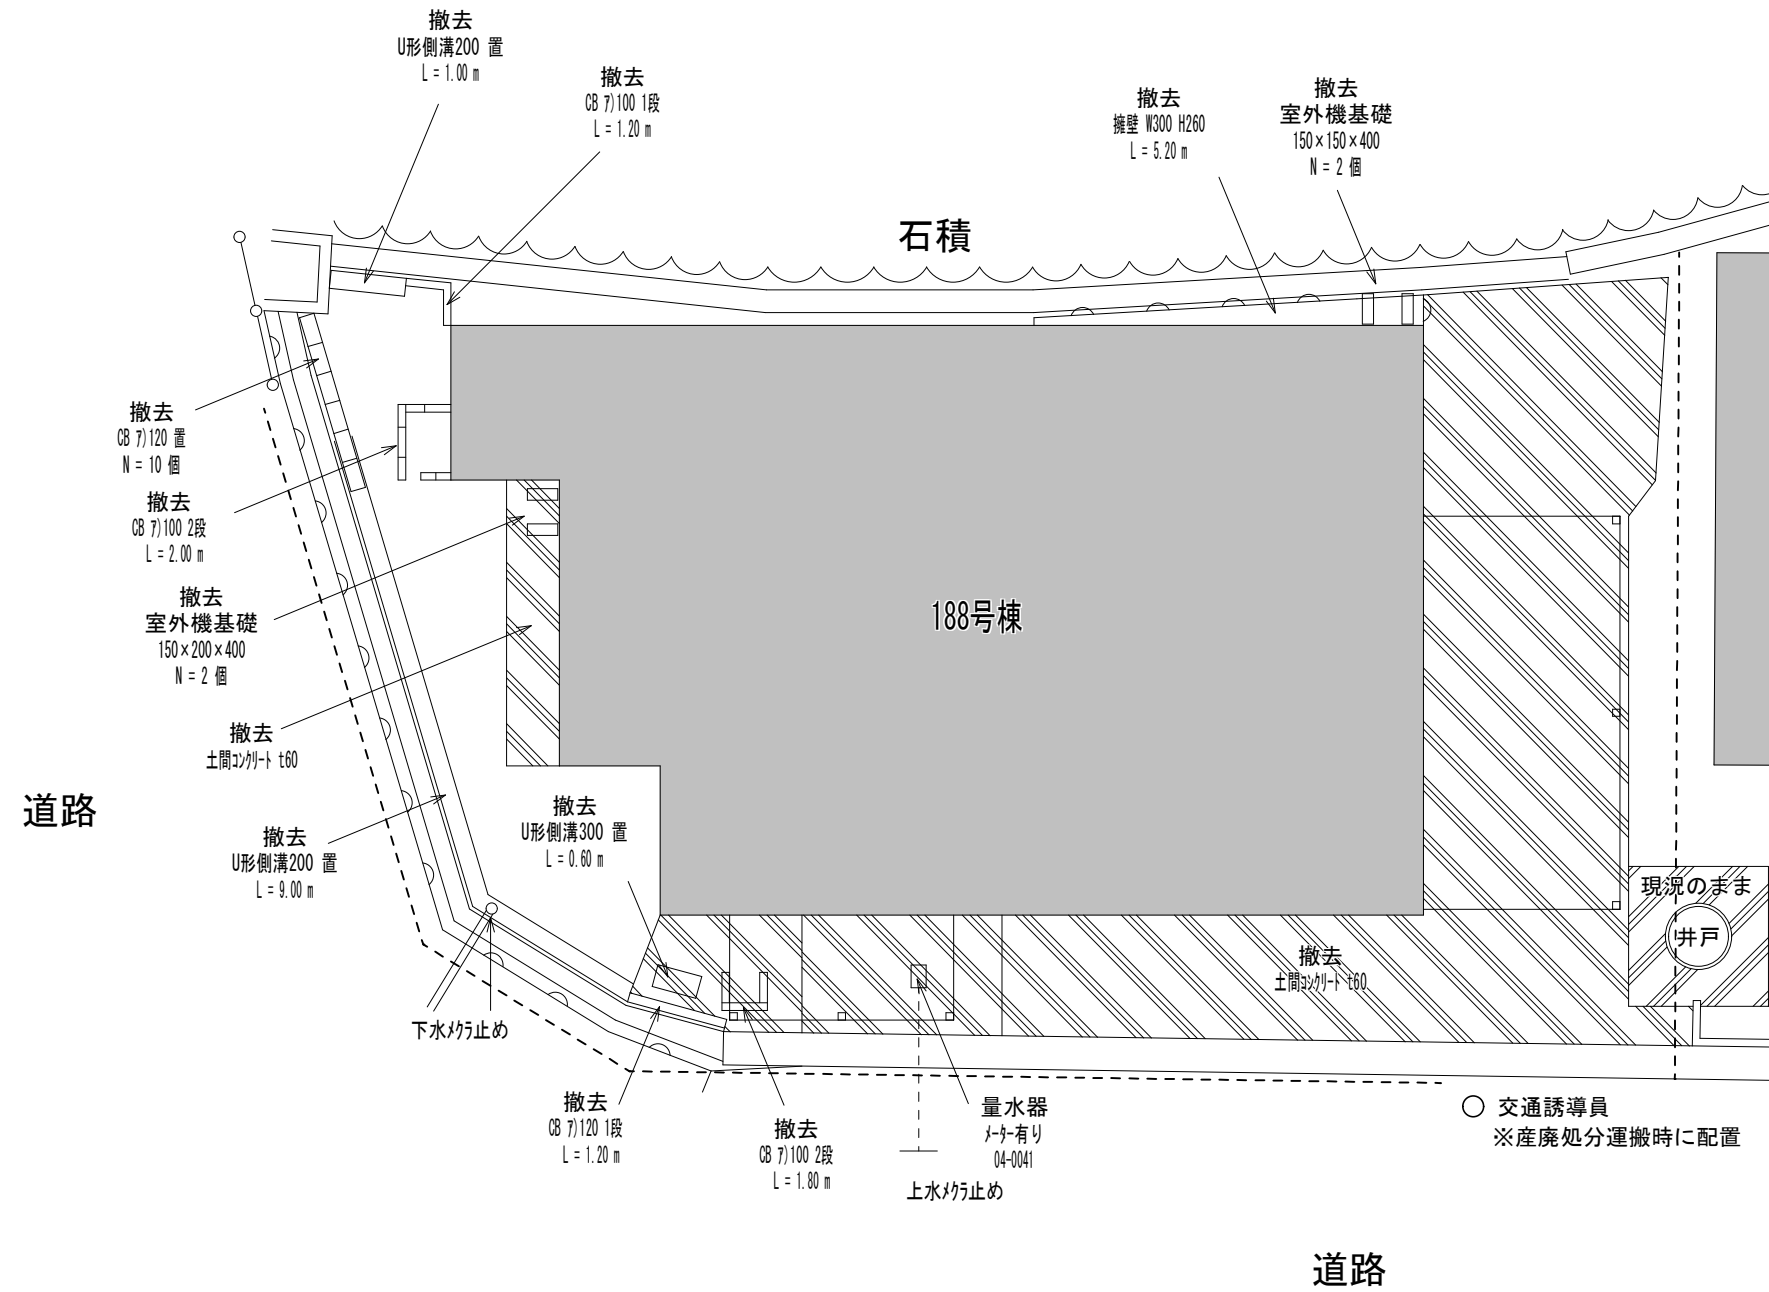 撤去
U形側溝200 置
L = 1.00 m
撤去
CB ｱ)100 1段
L = 1.20 m
撤去
擁壁 W300 H260
L = 5.20 m
撤去
室外機基礎
150×150×400
N = 2 個
石積
撤去
CB ｱ)120 置
N = 10 個
撤去
CB ｱ)100 2段
L = 2.00 m
撤去
室外機基礎
150×200×400
N = 2 個
188号棟
撤去
土間ｺﾝｸﾘｰﾄ t60
道路
撤去
U形側溝200 置
L = 9.00 m
撤去
U形側溝300 置
L = 0.60 m
現況のまま
井戸
撤去
土間ｺﾝｸﾘｰﾄ t60
下水ﾒｸﾗ止め
撤去
CB ｱ)120 1段
L = 1.20 m
撤去
CB ｱ)100 2段
L = 1.80 m
量水器
ﾒｰﾀｰ有り
04-0041
上水ﾒｸﾗ止め
○ 交通誘導員
※産廃処分運搬時に配置
道路